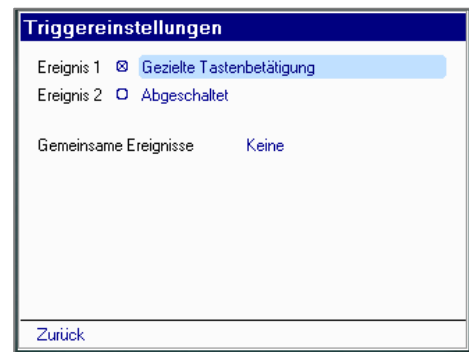 Triggereinstellungen
Ereignis 1 Gezielte Tastenbetätigung
Ereignis 2 Abgeschaltet
Gemeinsame Ereignisse Keine
Zurück